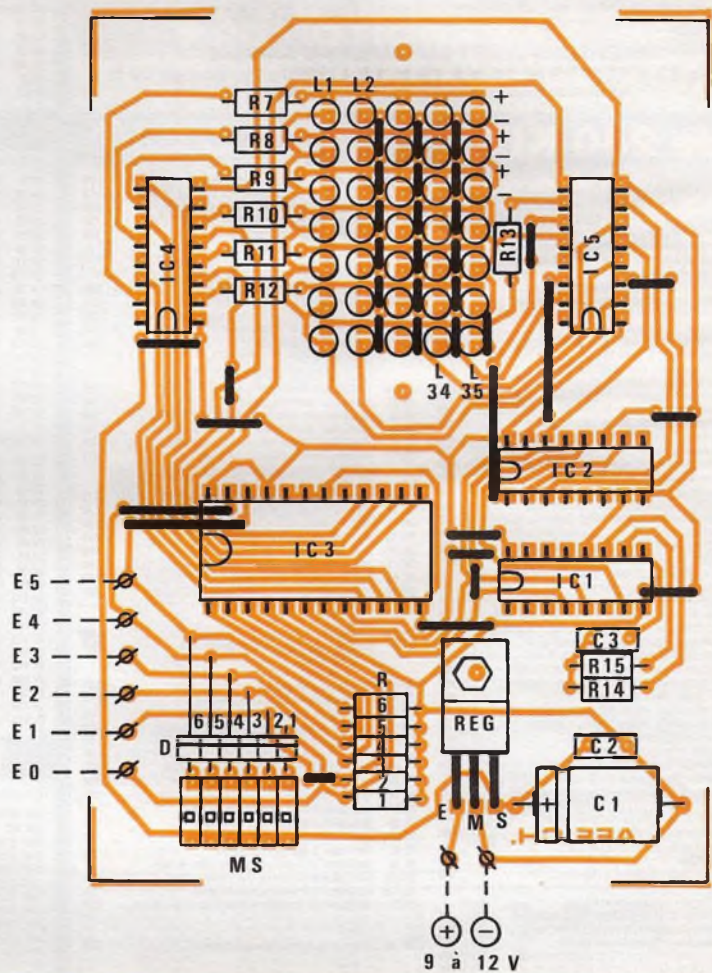 L1 L2
R7 +
−
R8 +
−
R9 +
−
R10
R11
R12
R13
IC4
IC5
L L
34 35
IC2
IC3
IC1
E5
E4
E3
E2
E1
E0
C3
R15
R14
R
6
5
4
3
2
1
REG
6 5 4 3 2 1
D
MS
C2
+ C1
E M S
+ −
9 à 12 V